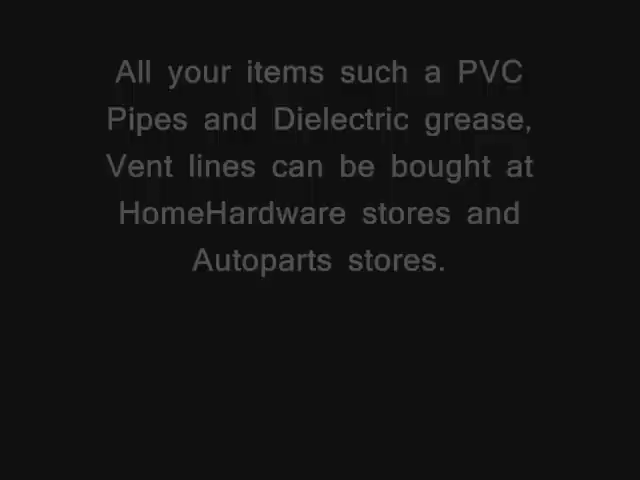 All your items such a PVC
Pipes and Dielectric grease,
Vent lines can be bought at
HomeHardware stores and
Autoparts stores.